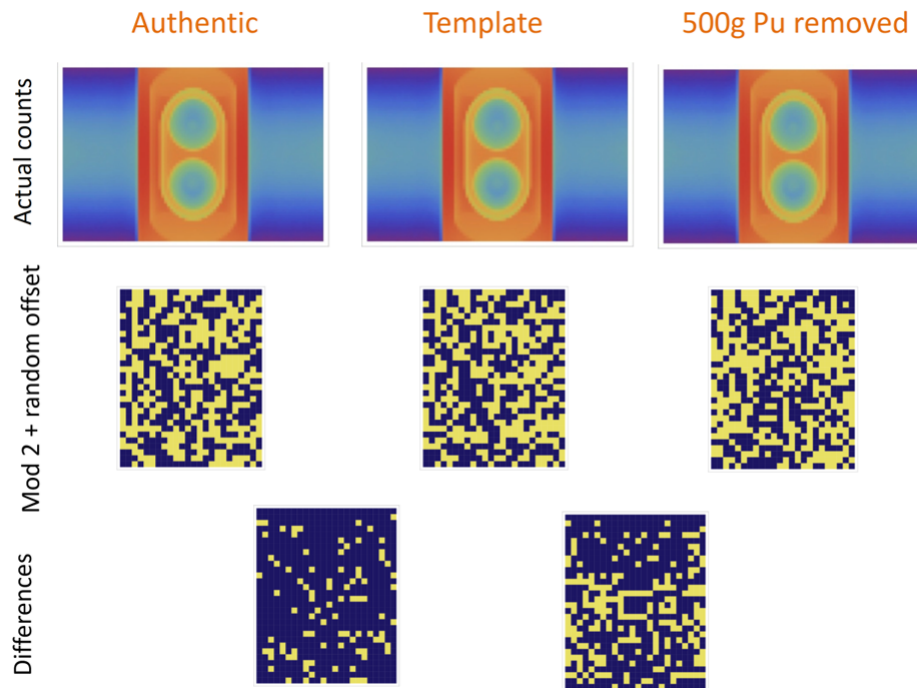 Authentic
Template
500g Pu removed
Actual counts
Mod 2 + random offset
Differences